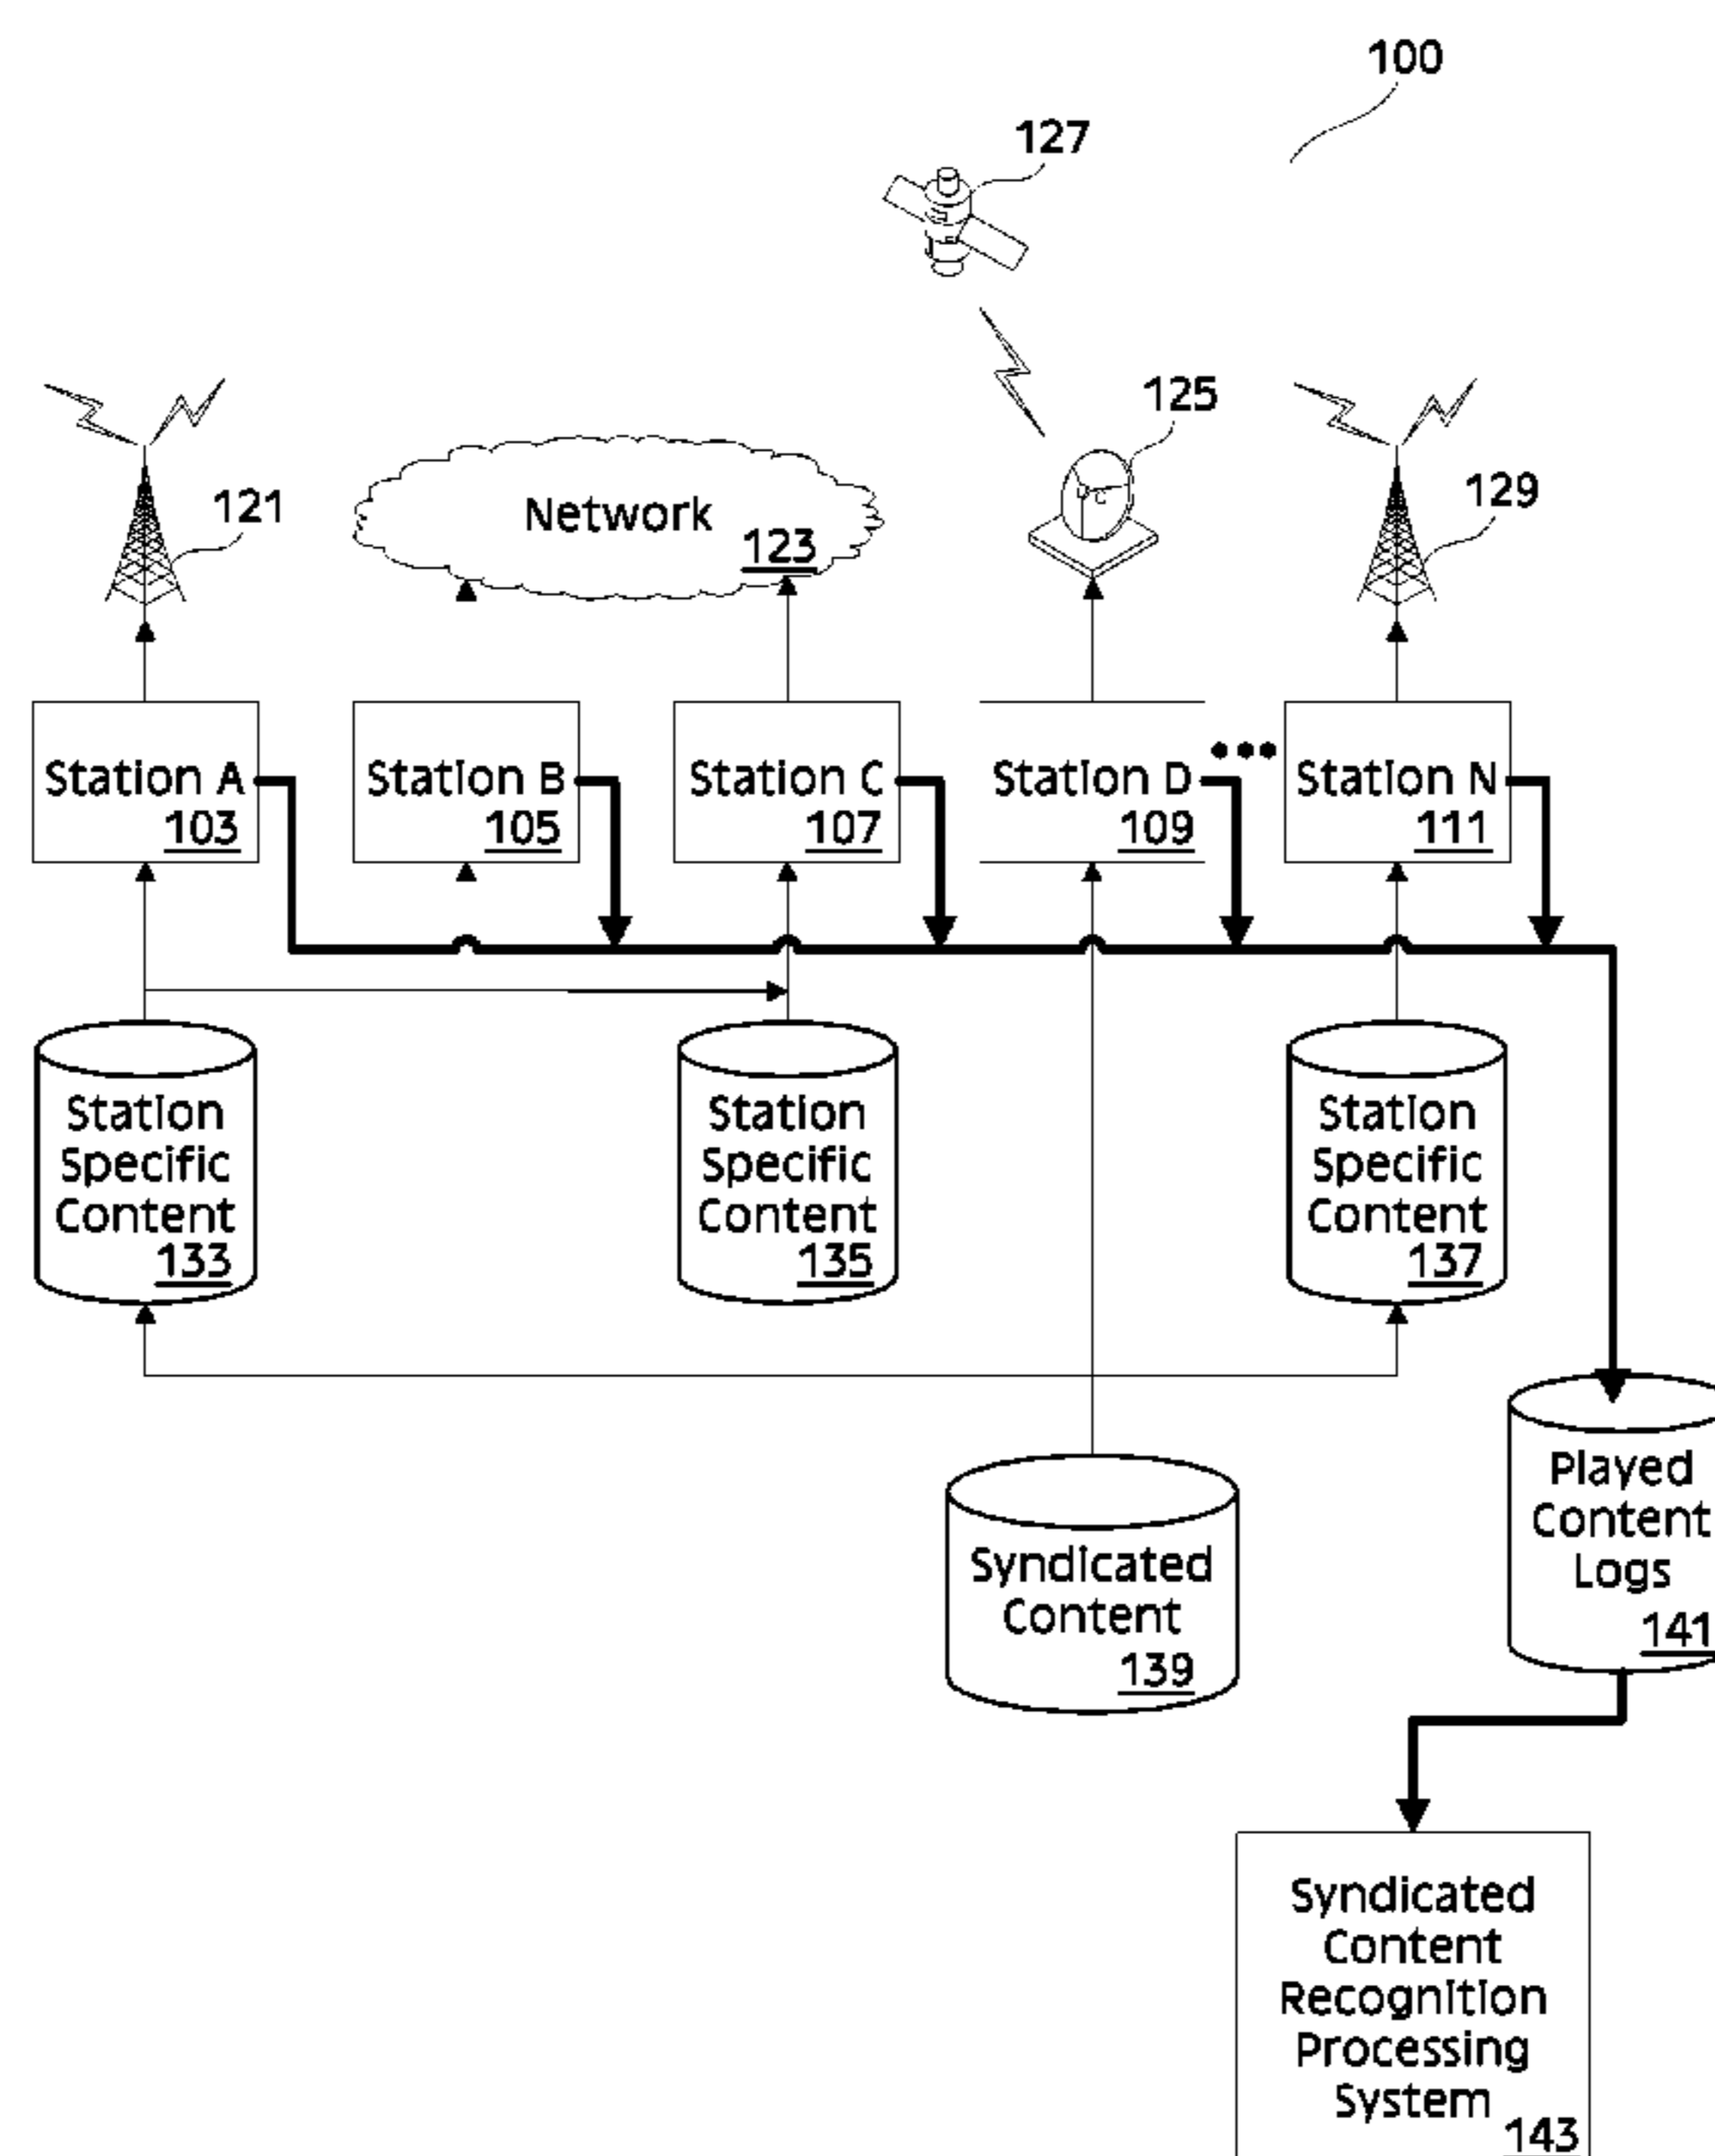 100
127
125
121
Network
123
129
Station A
103
Station B
105
Station C
107
Station D
109
Station N
111
Station
Specific
Content
133
Station
Specific
Content
135
Station
Specific
Content
137
Played
Content
Logs
141
Syndicated
Content
139
Syndicated
Content
Recognition
Processing
System
143